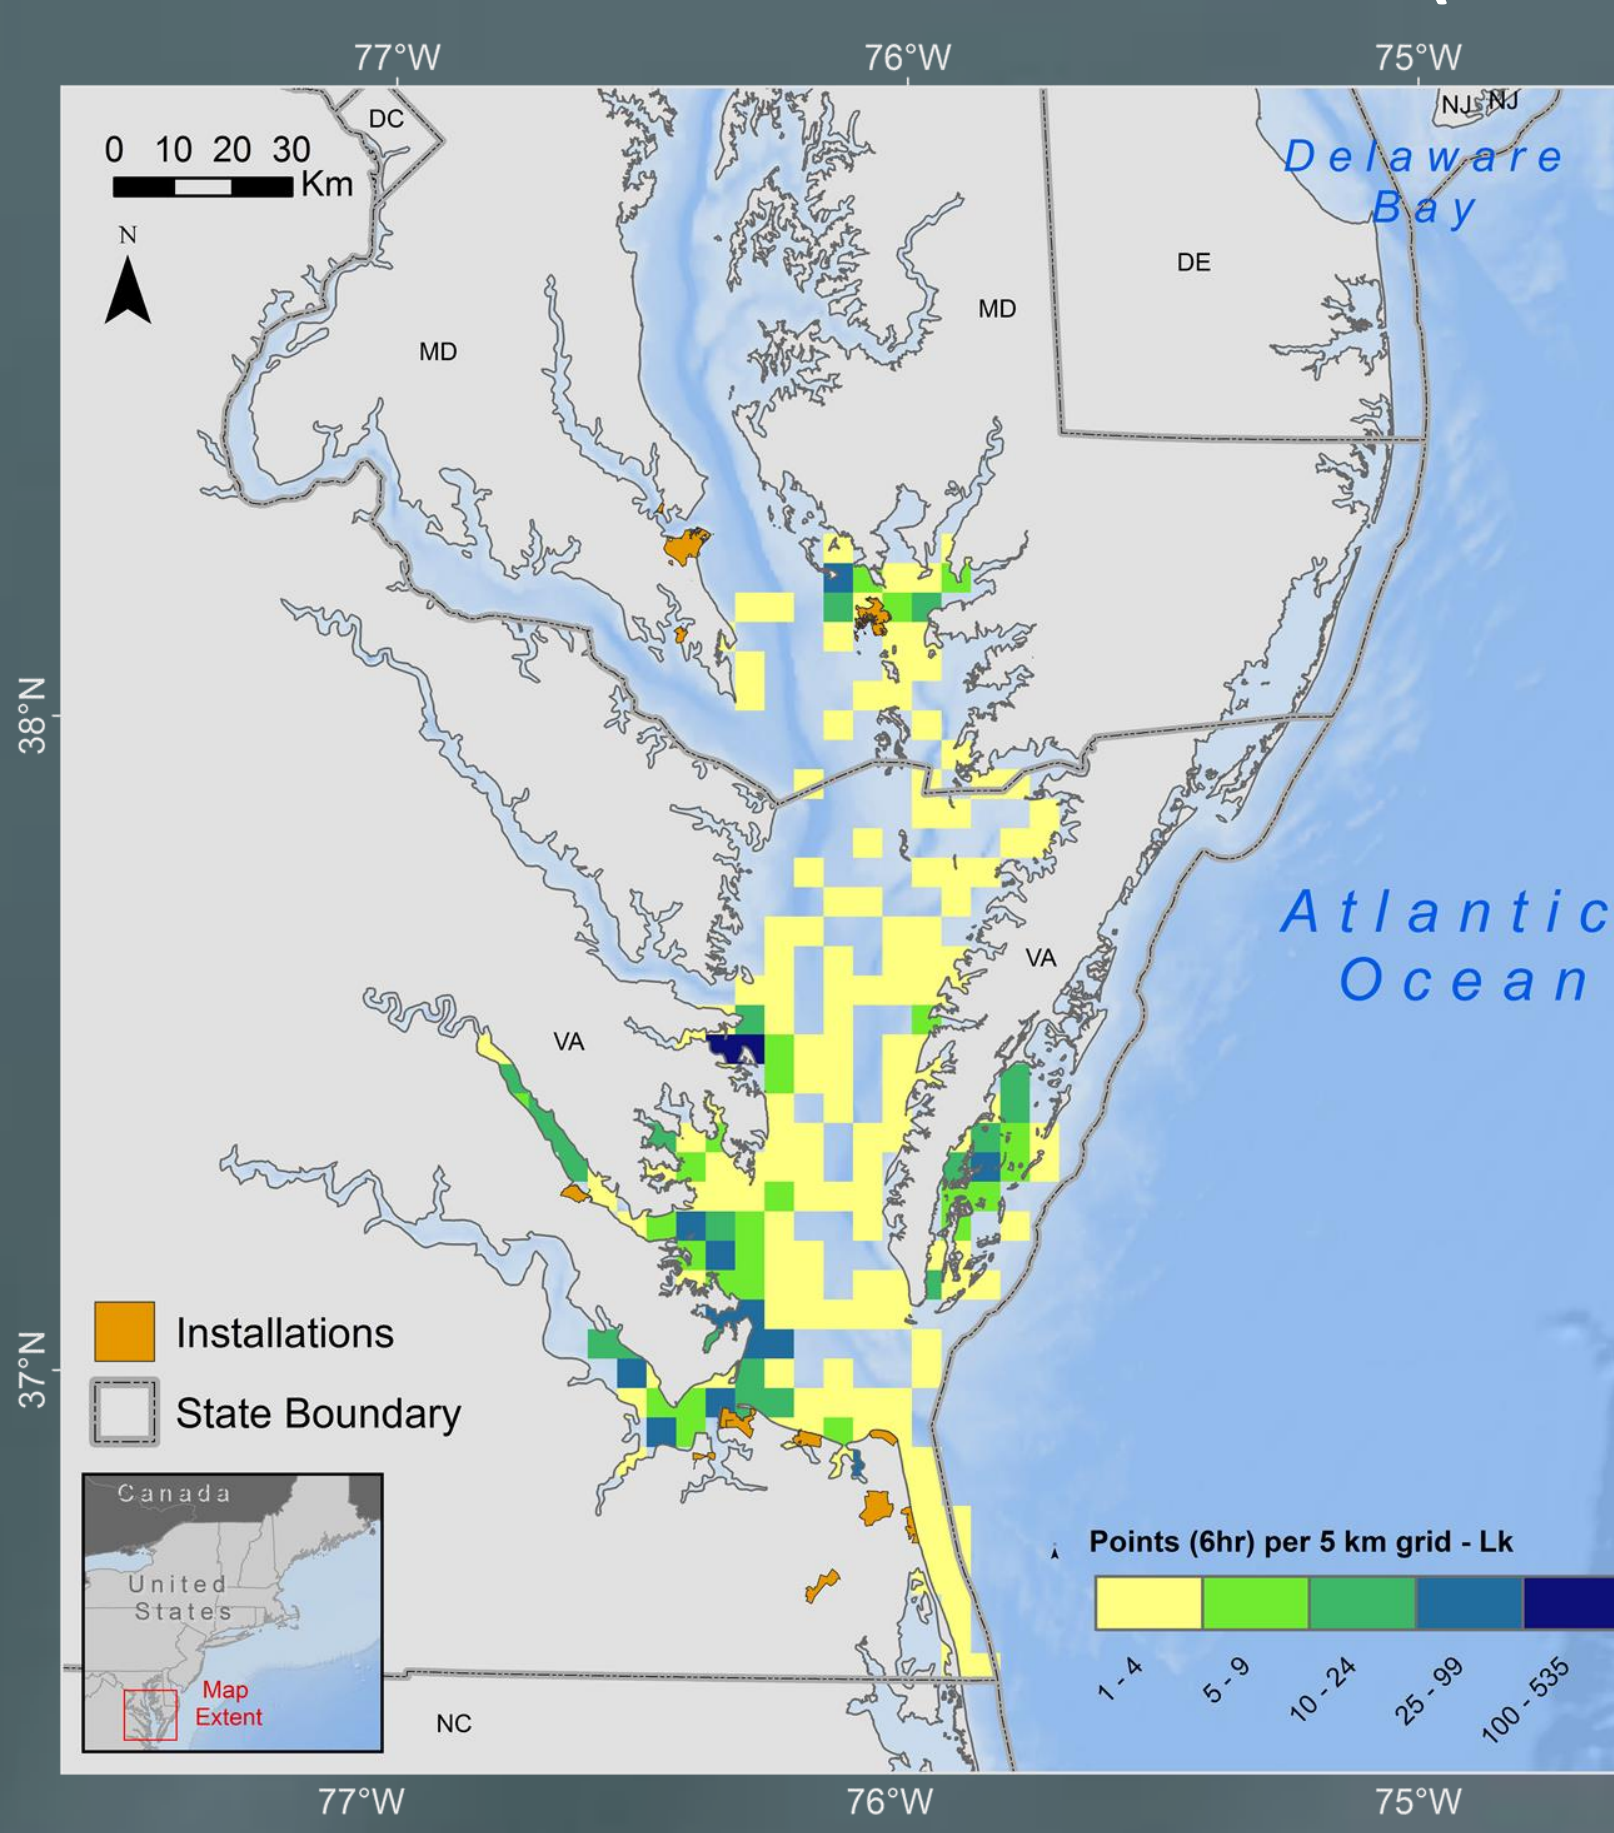 77°W 76°W 75°W
DC
NJ NJ
0 10 20 30
Km
Delaware
Bay
N
DE
MD
MD
38°N
Atlantic
Ocean
VA
VA
37°N
Installations
State Boundary
Canada
United
States
Map
Extent
NC
Points (6hr) per 5 km grid - Lk
1 - 4
5 - 9
10 - 24
25 - 99
100 - 535
77°W 76°W 75°W